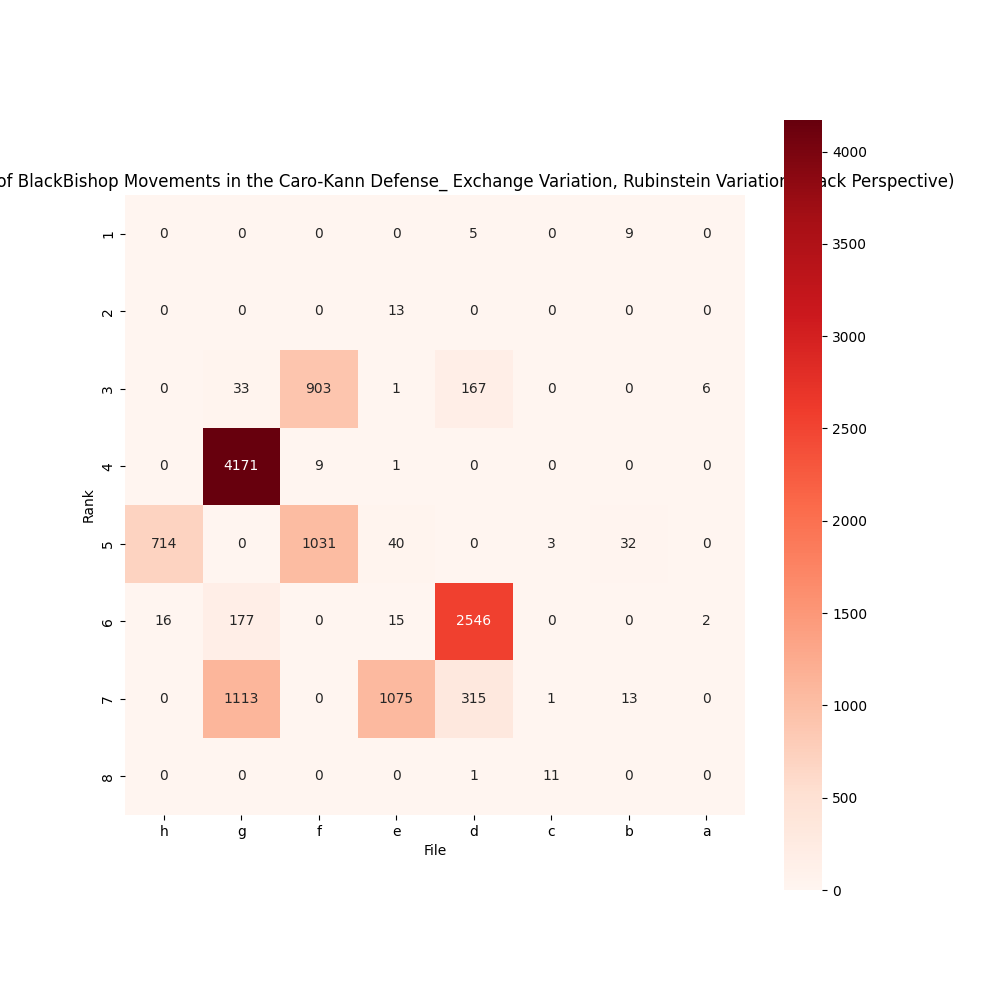 of BlackBishop Movements in the Caro-Kann Defense_ Exchange Variation, Rubinstein Variation ack Perspective)
4000
3500
3000
2500
2000
1500
1000
500
0
Rank
1 0 0 0 0 5 0 9 0
2 0 0 0 13 0 0 0 0
3 0 33 903 1 167 0 0 6
4 0 4171 9 1 0 0 0 0
5 714 0 1031 40 0 3 32 0
6 16 177 0 15 2546 0 0 2
7 0 1113 0 1075 315 1 13 0
8 0 0 0 0 1 11 0 0
h g f e d c b a
File